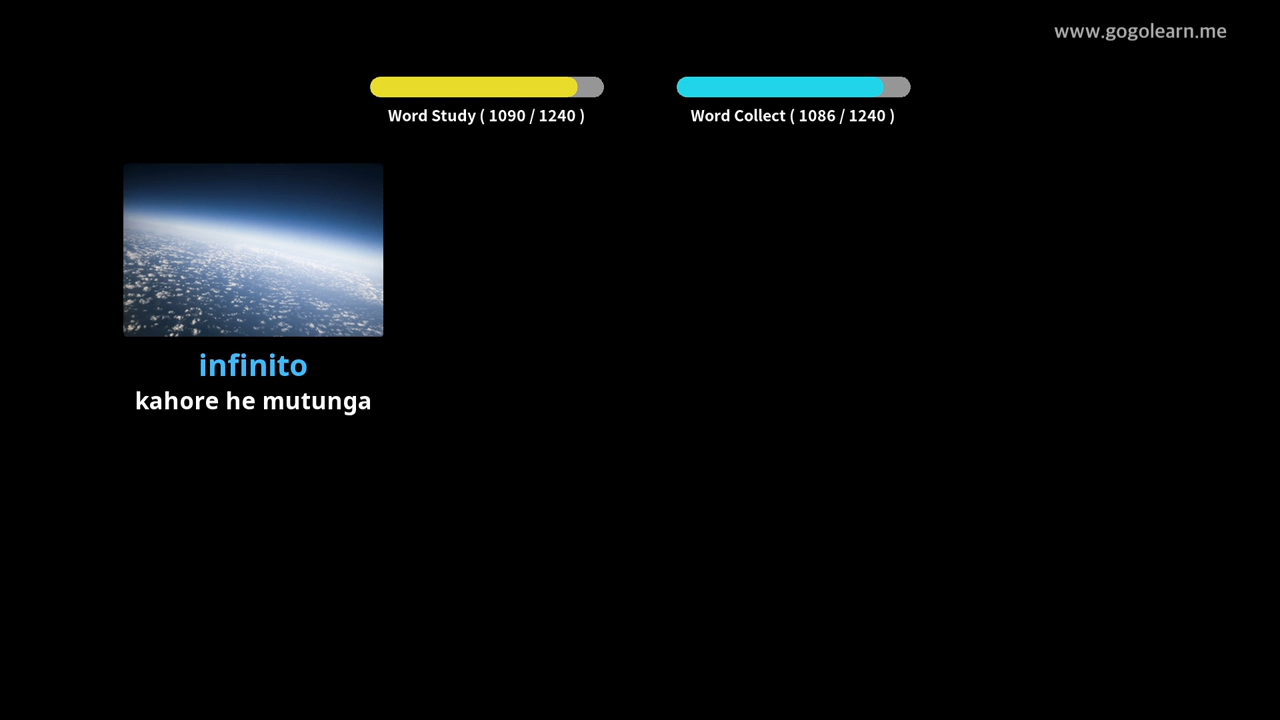 www.gogolearn.me
Word Study ( 1090 / 1240 )
Word Collect ( 1086 / 1240 )
infinito
kahore he mutunga